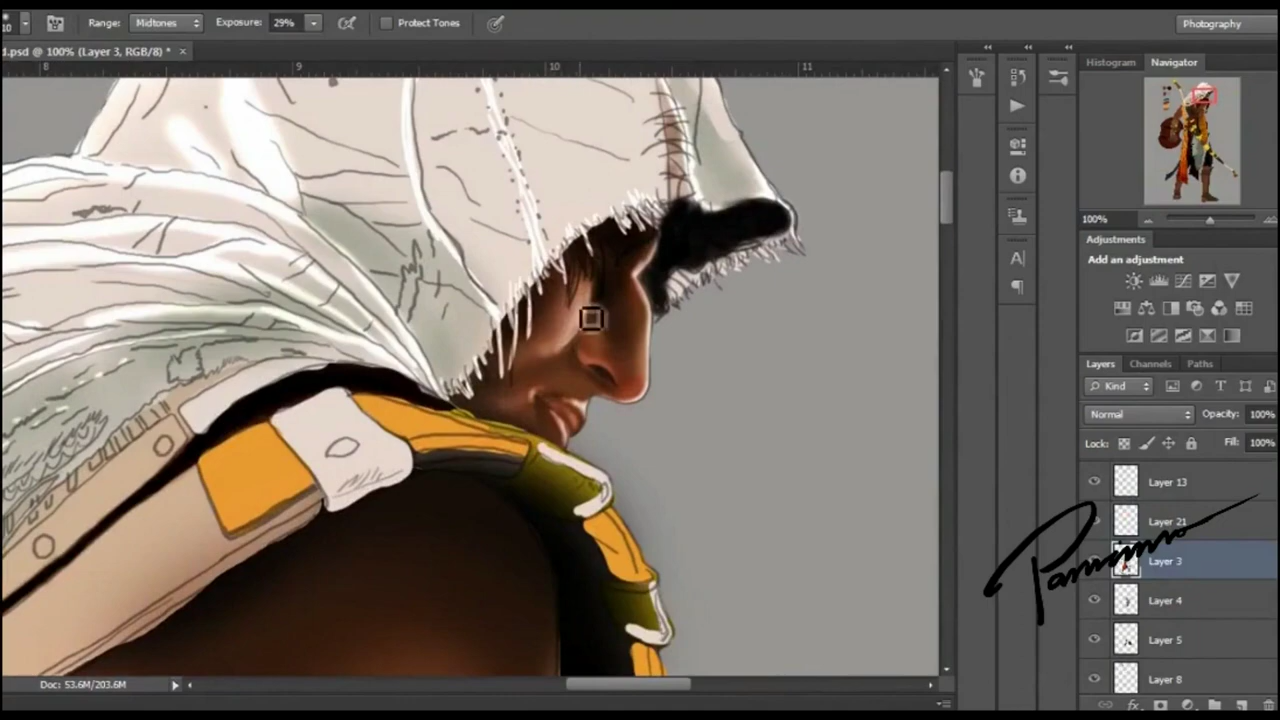 10 Range: Midtones Exposure: 29% Protect Tones Photography
d.psd @ 100% (Layer 3, RGB/8) * ×
8 9 10 11
Histogram Navigator
100%
Adjustments
Add an adjustment
A|
Layers Channels Paths
Kind
Normal Opacity: 100%
Lock: Fill: 100%
Layer 13
Layer 21
Layer 3
Layer 4
Layer 5
Layer 8
fx
Doc: 53.6M/203.6M